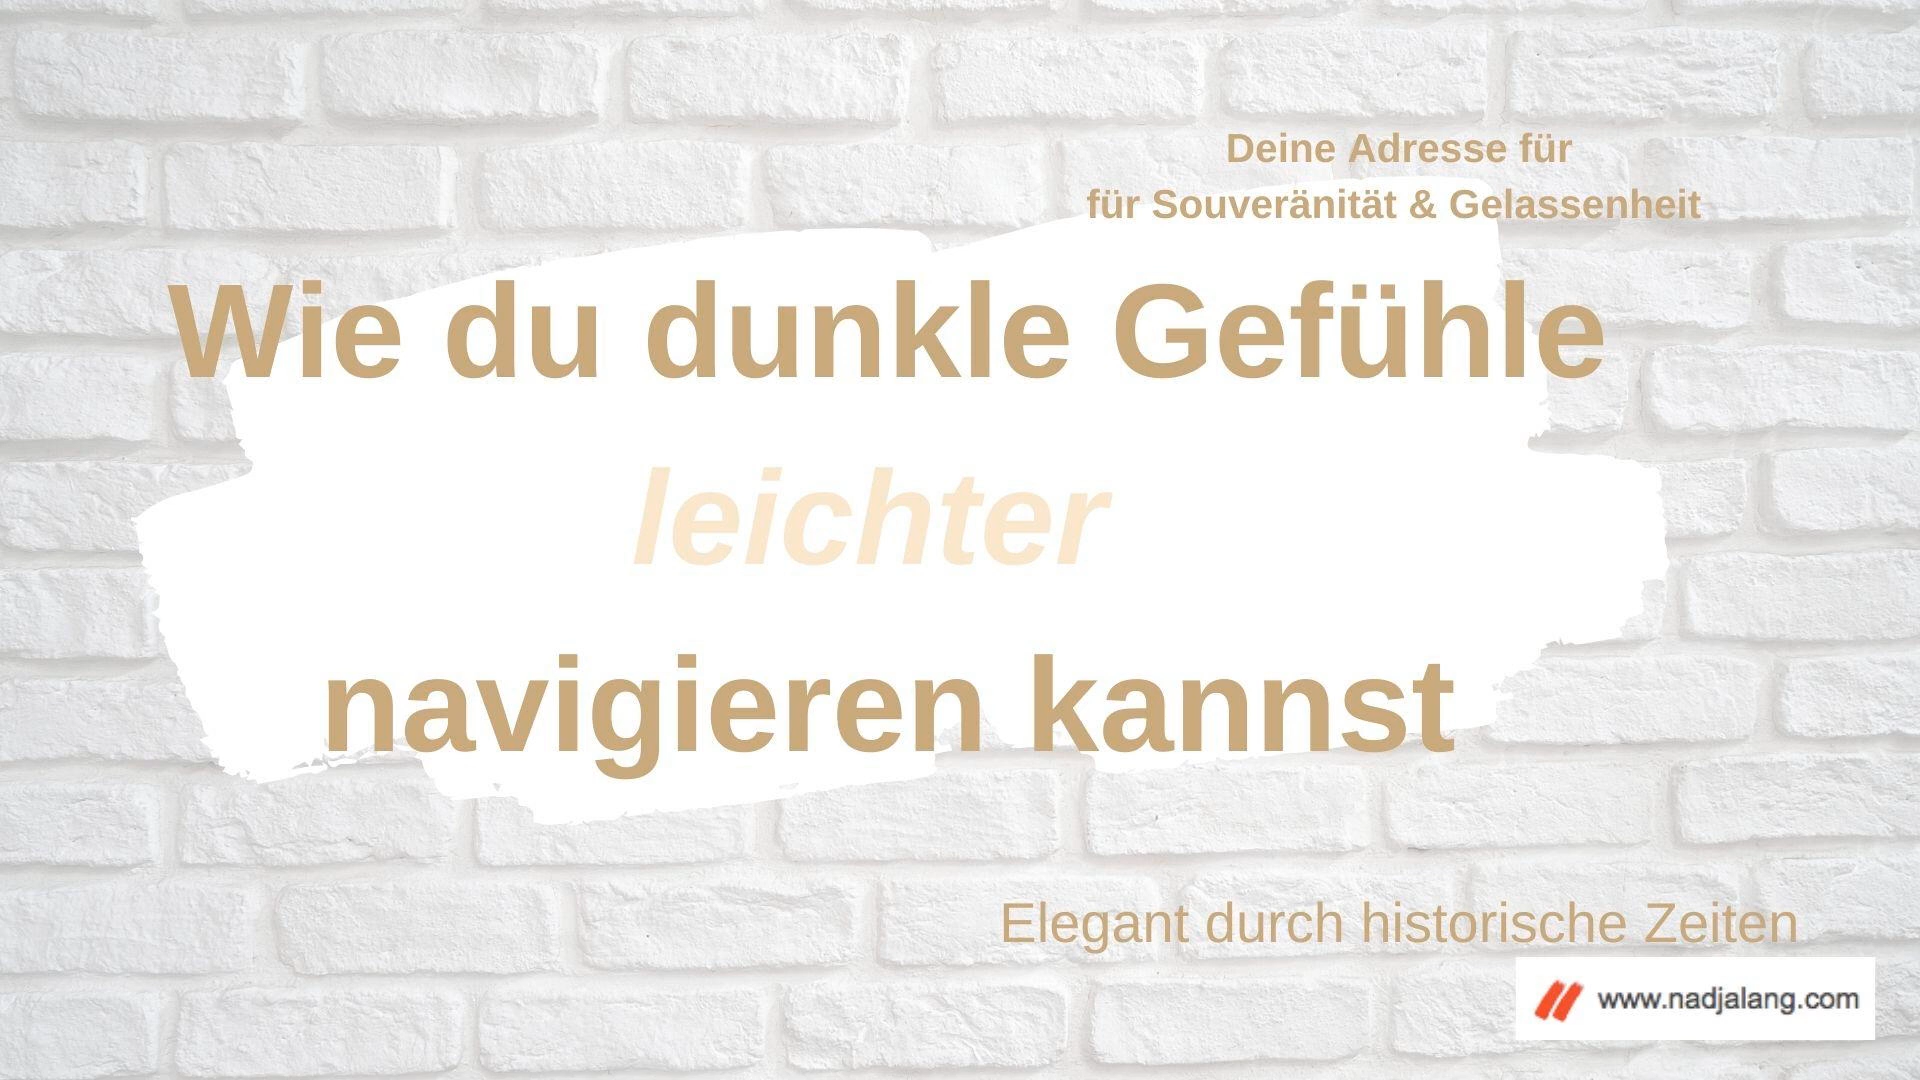 Deine Adresse für
für Souveränität & Gelassenheit
Wie du dunkle Gefühle
leichter
navigieren kannst
Elegant durch historische Zeiten
www.nadjalang.com